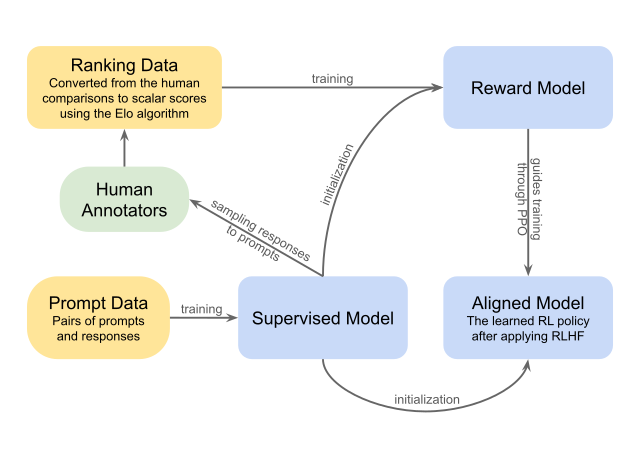 Ranking Data
Converted from the human
comparisons to scalar scores
using the Elo algorithm
training
Reward Model
initialization
guides training
through PPO
Human
Annotators
sampling responses
to prompts
Prompt Data
Pairs of prompts
and responses
training
Supervised Model
Aligned Model
The learned RL policy
after applying RLHF
initialization